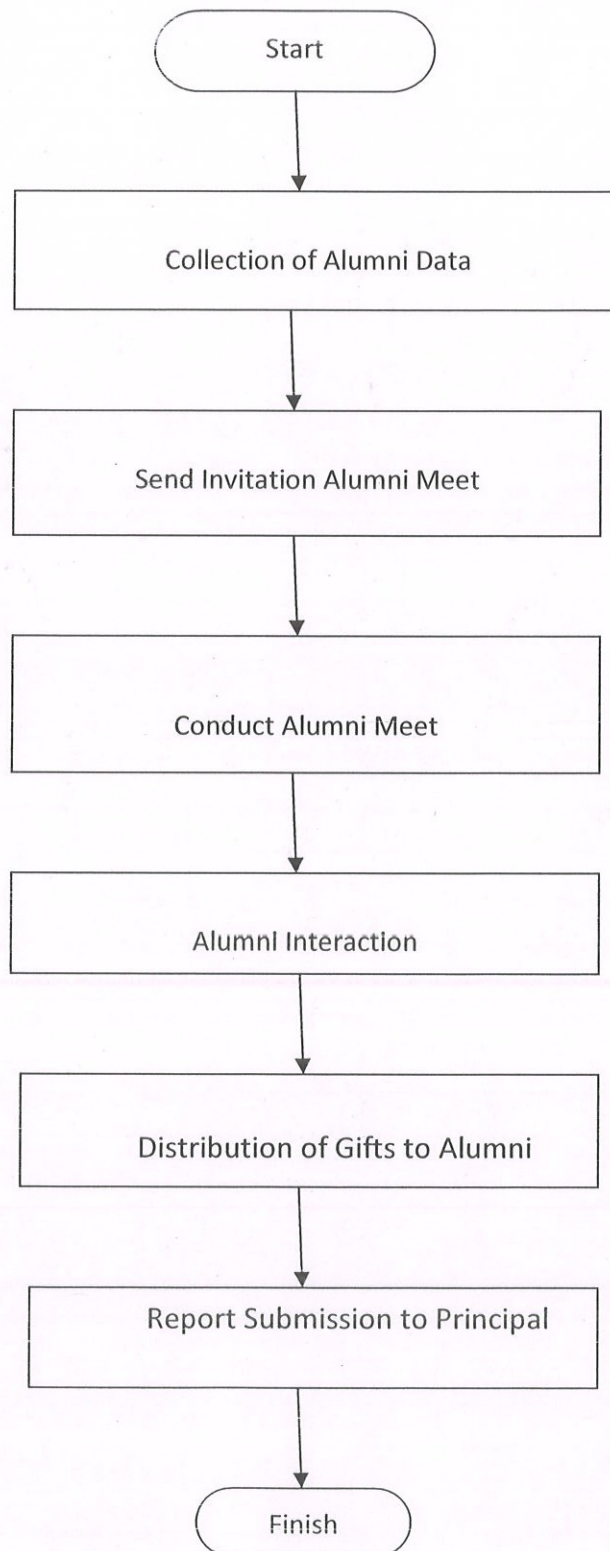 Start
Collection of Alumni Data
Send Invitation Alumni Meet
Conduct Alumni Meet
Alumni Interaction
Distribution of Gifts to Alumni
Report Submission to Principal
Finish